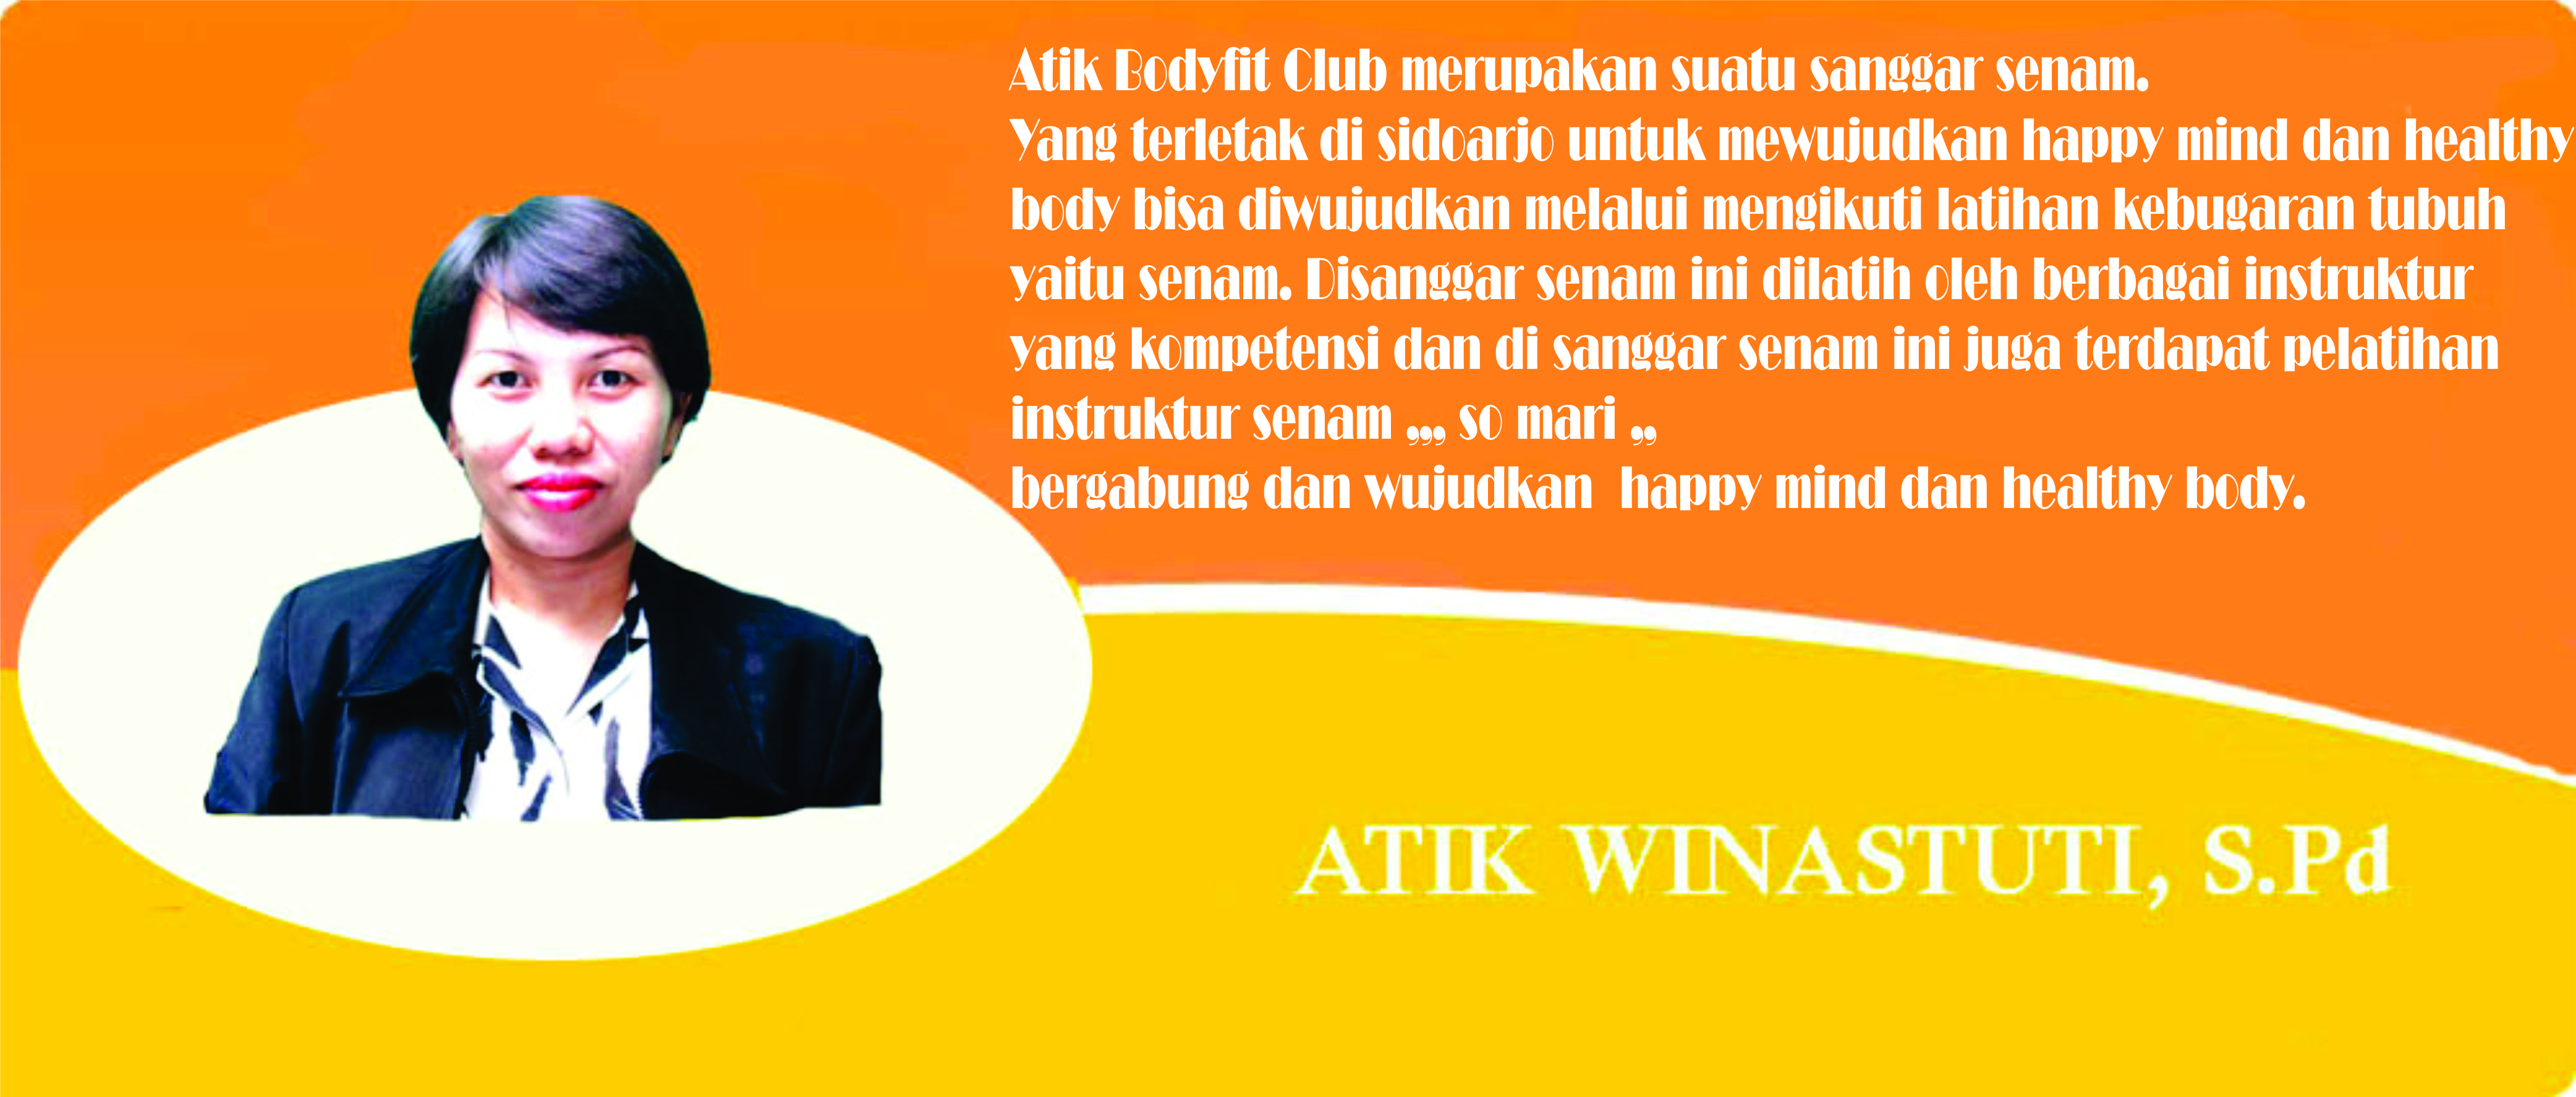 Atik Bodyfit Club merupakan suatu sanggar senam.
Yang terletak di sidoarjo untuk mewujudkan happy mind dan healthy
body bisa diwujudkan melalui mengikuti latihan kebugaran tubuh
yaitu senam. Disanggar senam ini dilatih oleh berbagai instruktur
yang kompetensi dan di sanggar senam ini juga terdapat pelatihan
instruktur senam ,,, so mari ,,
bergabung dan wujudkan  happy mind dan healthy body.
ATIK WINASTUTI, S.Pd